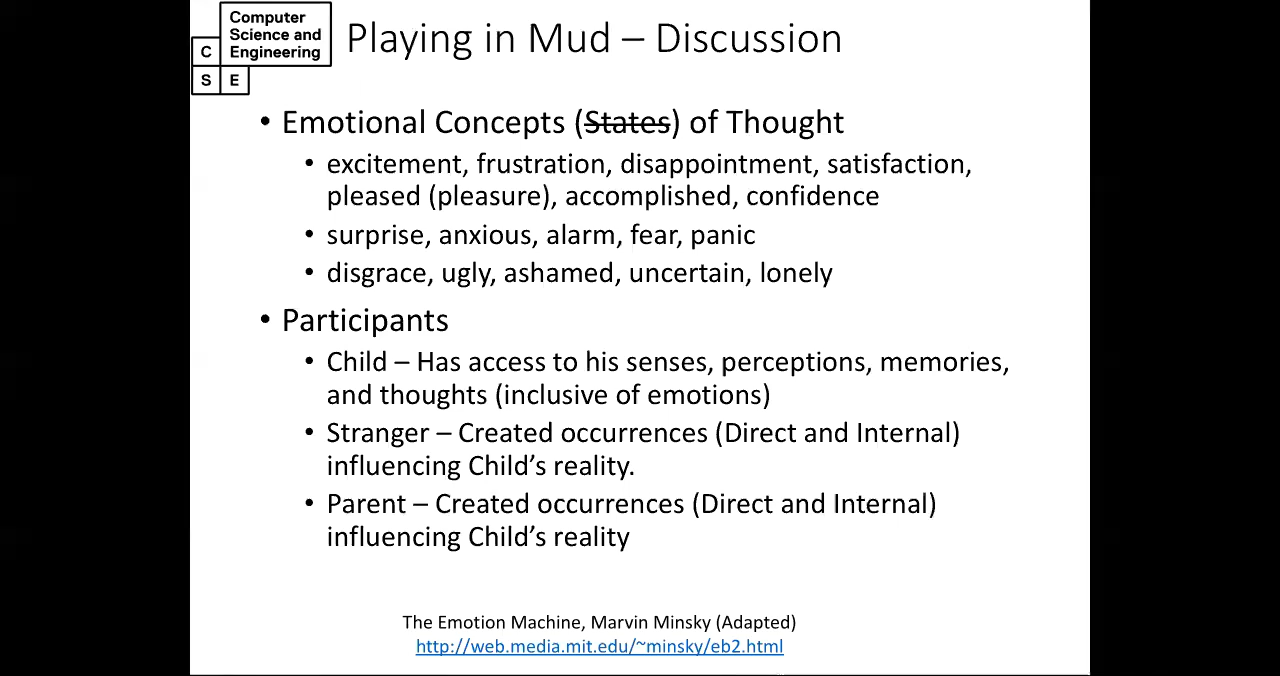 Computer
Science and
Engineering
C
S E
Playing in Mud – Discussion
• Emotional Concepts (States) of Thought
• excitement, frustration, disappointment, satisfaction,
pleased (pleasure), accomplished, confidence
• surprise, anxious, alarm, fear, panic
• disgrace, ugly, ashamed, uncertain, lonely
• Participants
• Child – Has access to his senses, perceptions, memories,
and thoughts (inclusive of emotions)
• Stranger – Created occurrences (Direct and Internal)
influencing Child’s reality.
• Parent – Created occurrences (Direct and Internal)
influencing Child’s reality
The Emotion Machine, Marvin Minsky (Adapted)
http://web.media.mit.edu/~minsky/eb2.html